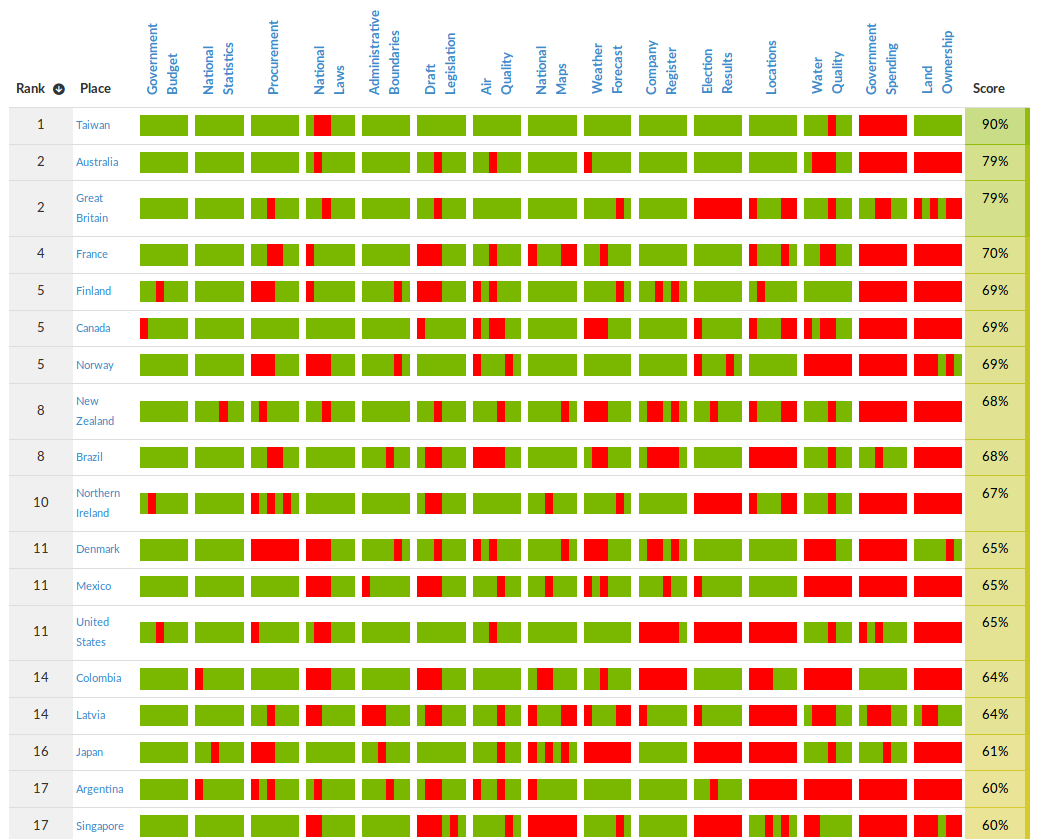 Rank Place Government Budget National Statistics Procurement National Laws Administrative Boundaries Draft Legislation Air Quality National Maps Weather Forecast Company Register Election Results Locations Water Quality Government Spending Land Ownership Score
1 Taiwan 90%
2 Australia 79%
2 Great Britain 79%
4 France 70%
5 Finland 69%
5 Canada 69%
5 Norway 69%
8 New Zealand 68%
8 Brazil 68%
10 Northern Ireland 67%
11 Denmark 65%
11 Mexico 65%
11 United States 65%
14 Colombia 64%
14 Latvia 64%
16 Japan 61%
17 Argentina 60%
17 Singapore 60%